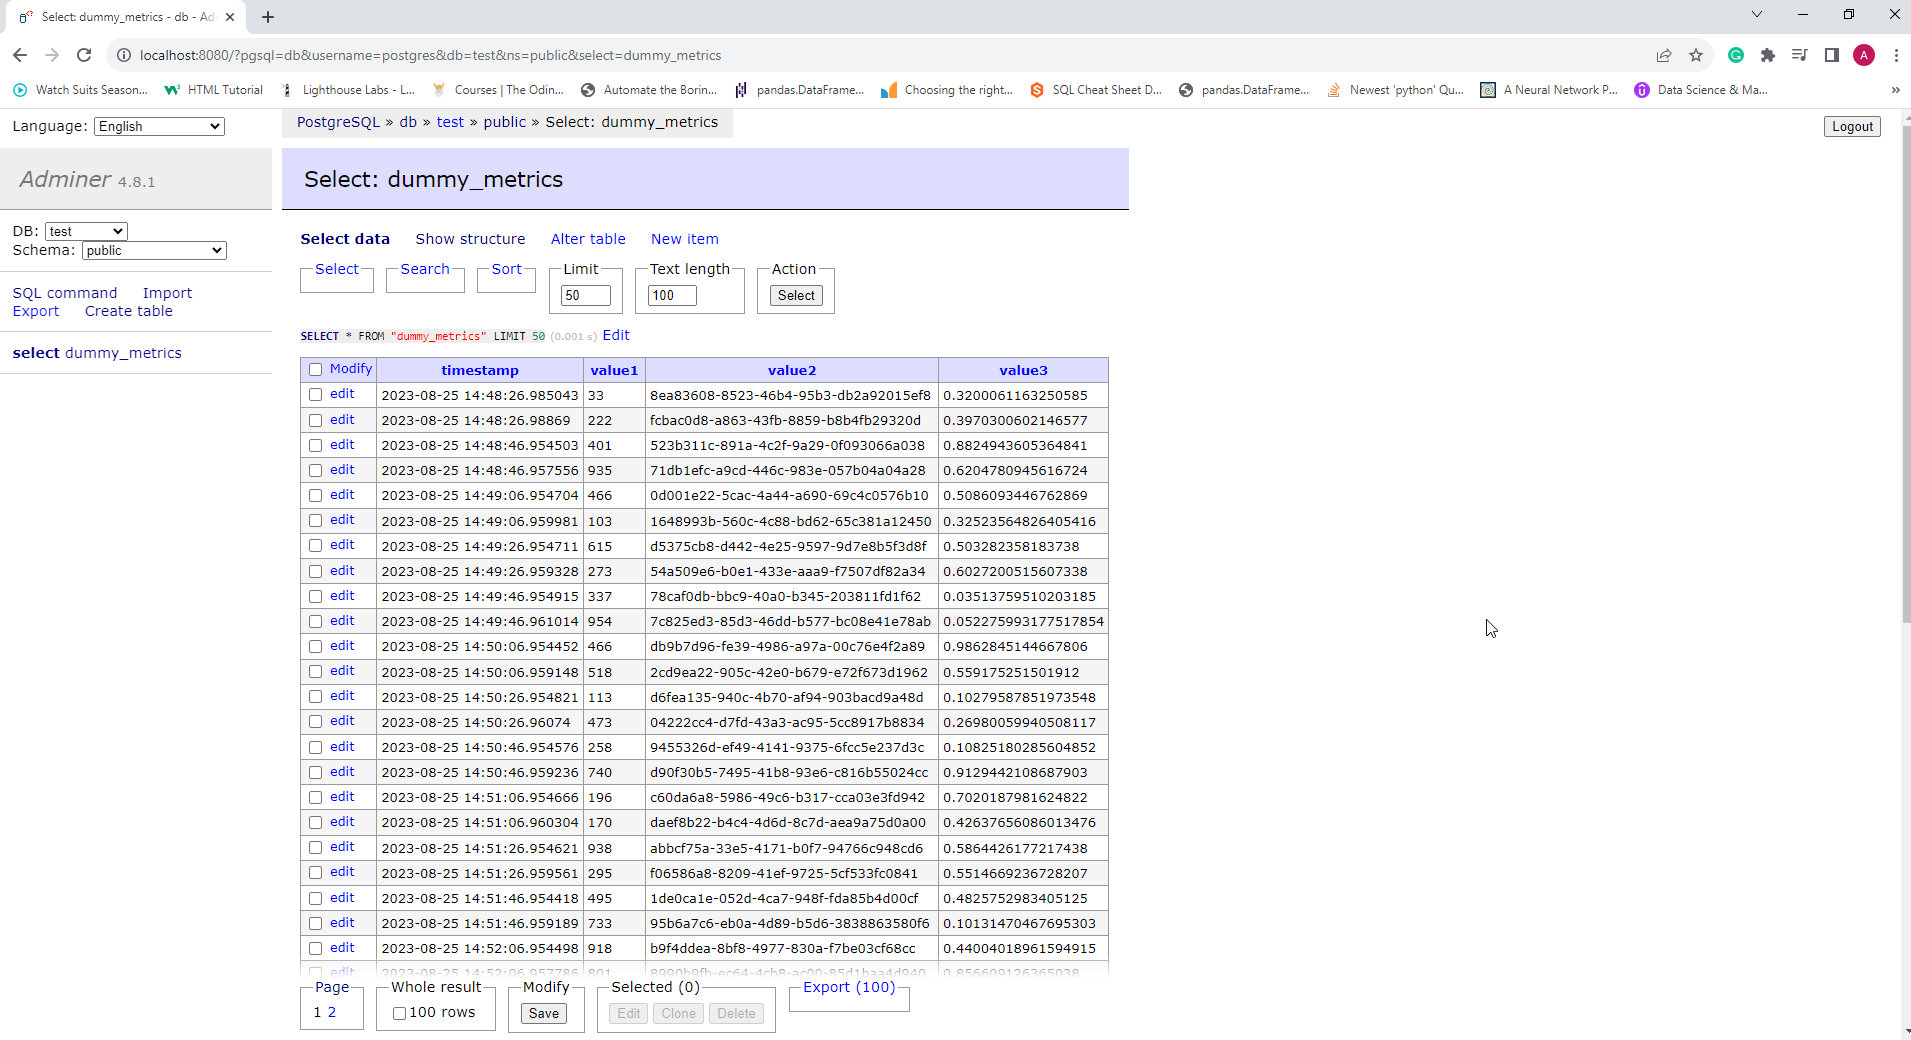 Select: dummy_metrics - db - Ad
localhost:8080/?pgsql=db&username=postgres&db=test&ns=public&select=dummy_metrics
A
Watch Suits Season... HTML Tutorial Lighthouse Labs - L... Courses | The Odin... Automate the Borin... pandas.DataFrame... Choosing the right... SQL Cheat Sheet D... pandas.DataFrame... Newest 'python' Qu... A Neural Network P... Data Science & Ma... »
Language: English
PostgreSQL » db » test » public » Select: dummy_metrics
Logout
Adminer 4.8.1
Select: dummy_metrics
DB: test
Schema: public
SQL command Import
Export Create table
select dummy_metrics
Select data Show structure Alter table New item
Select Search Sort Limit Text length Action
50 100 Select
SELECT * FROM "dummy_metrics" LIMIT 50 (0.001 s) Edit
Modify timestamp value1 value2 value3
edit 2023-08-25 14:48:26.985043 33 8ea83608-8523-46b4-95b3-db2a92015ef8 0.3200061163250585
edit 2023-08-25 14:48:26.98869 222 fcbac0d8-a863-43fb-8859-b8b4fb29320d 0.3970300602146577
edit 2023-08-25 14:48:46.954503 401 523b311c-891a-4c2f-9a29-0f093066a038 0.8824943605364841
edit 2023-08-25 14:48:46.957556 935 71db1efc-a9cd-446c-983e-057b04a04a28 0.6204780945616724
edit 2023-08-25 14:49:06.954704 466 0d001e22-5cac-4a44-a690-69c4c0576b10 0.5086093446762869
edit 2023-08-25 14:49:06.959981 103 1648993b-560c-4c88-bd62-65c381a12450 0.32523564826405416
edit 2023-08-25 14:49:26.954711 615 d5375cb8-d442-4e25-9597-9d7e8b5f3d8f 0.503282358183738
edit 2023-08-25 14:49:26.959328 273 54a509e6-b0e1-433e-aaa9-f7507df82a34 0.6027200515607338
edit 2023-08-25 14:49:46.954915 337 78caf0db-bbc9-40a0-b345-203811fd1f62 0.03513759510203185
edit 2023-08-25 14:49:46.961014 954 7c825ed3-85d3-46dd-b577-bc08e41e78ab 0.052275993177517854
edit 2023-08-25 14:50:06.954452 466 db9b7d96-fe39-4986-a97a-00c76e4f2a89 0.9862845144667806
edit 2023-08-25 14:50:06.959148 518 2cd9ea22-905c-42e0-b679-e72f673d1962 0.559175251501912
edit 2023-08-25 14:50:26.954821 113 d6fea135-940c-4b70-af94-903bacd9a48d 0.10279587851973548
edit 2023-08-25 14:50:26.96074 473 04222cc4-d7fd-43a3-ac95-5cc8917b8834 0.26980059940508117
edit 2023-08-25 14:50:46.954576 258 9455326d-ef49-4141-9375-6fcc5e237d3c 0.10825180285604852
edit 2023-08-25 14:50:46.959236 740 d90f30b5-7495-41b8-93e6-c816b55024cc 0.9129442108687903
edit 2023-08-25 14:51:06.954666 196 c60da6a8-5986-49c6-b317-cca03e3fd942 0.7020187981624822
edit 2023-08-25 14:51:06.960304 170 daef8b22-b4c4-4d6d-8c7d-aea9a75d0a00 0.42637656086013476
edit 2023-08-25 14:51:26.954621 938 abbcf75a-33e5-4171-b0f7-94766c948cd6 0.5864426177217438
edit 2023-08-25 14:51:26.959561 295 f06586a8-8209-41ef-9725-5cf533fc0841 0.5514669236728207
edit 2023-08-25 14:51:46.954418 495 1de0ca1e-052d-4ca7-948f-fda85b4d00cf 0.4825752983405125
edit 2023-08-25 14:51:46.959189 733 95b6a7c6-eb0a-4d89-b5d6-3838863580f6 0.10131470467695303
edit 2023-08-25 14:52:06.954498 918 b9f4ddea-8bf8-4977-830a-f7be03cf68cc 0.44004018961594915
edit 2023-08-25 14:52:06.957786 801 8990b9fb-ec64-4cb8-ac00-85d1baa4d940 0.856609126365038
Page Whole result Modify Selected (0) Export (100)
1 2 100 rows Save Edit Clone Delete